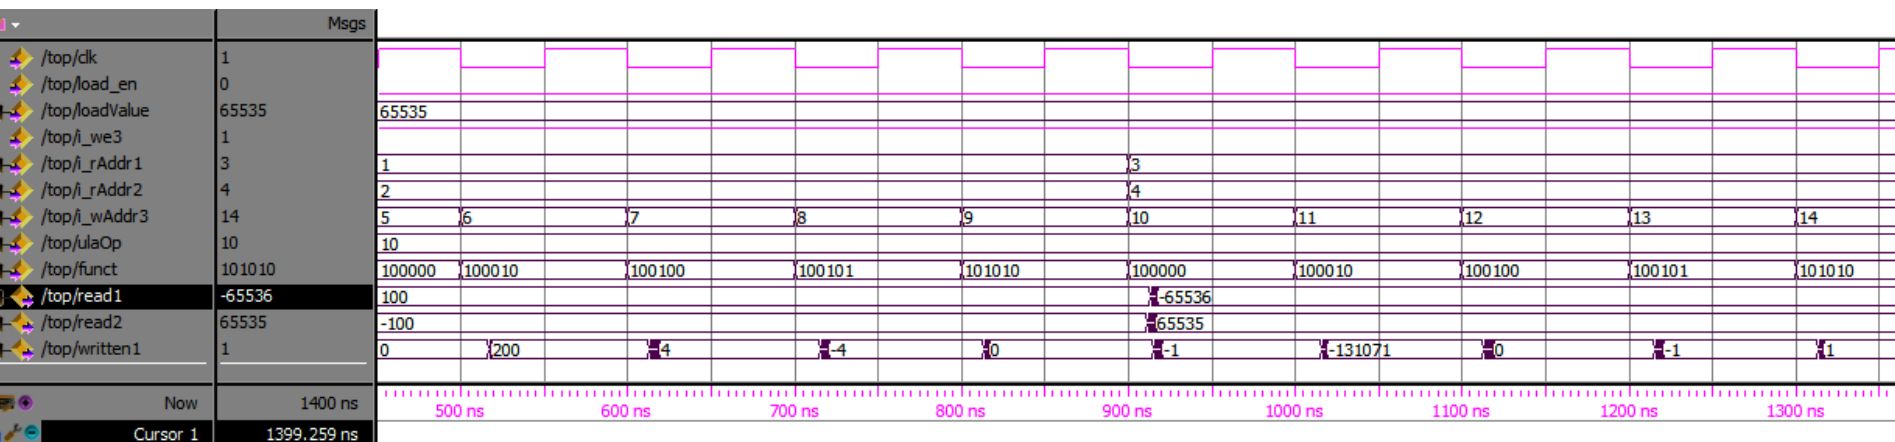 Msgs
/top/clk 1
/top/load_en 0
/top/loadValue 65535 65535
/top/i_we3 1
/top/i_rAddr1 3 1 3
/top/i_rAddr2 4 2 4
/top/i_wAddr3 14 5 6 7 8 9 10 11 12 13 14
/top/ulaOp 10 10
/top/funct 101010 100000 100010 100100 100101 101010 100000 100010 100100 100101 101010
/top/read1 -65536 100 -65536
/top/read2 65535 -100 65535
/top/written1 1 0 200 4 -4 0 -1 -131071 0 -1 1
Now 1400 ns 500 ns 600 ns 700 ns 800 ns 900 ns 1000 ns 1100 ns 1200 ns 1300 ns
Cursor 1 1399.259 ns